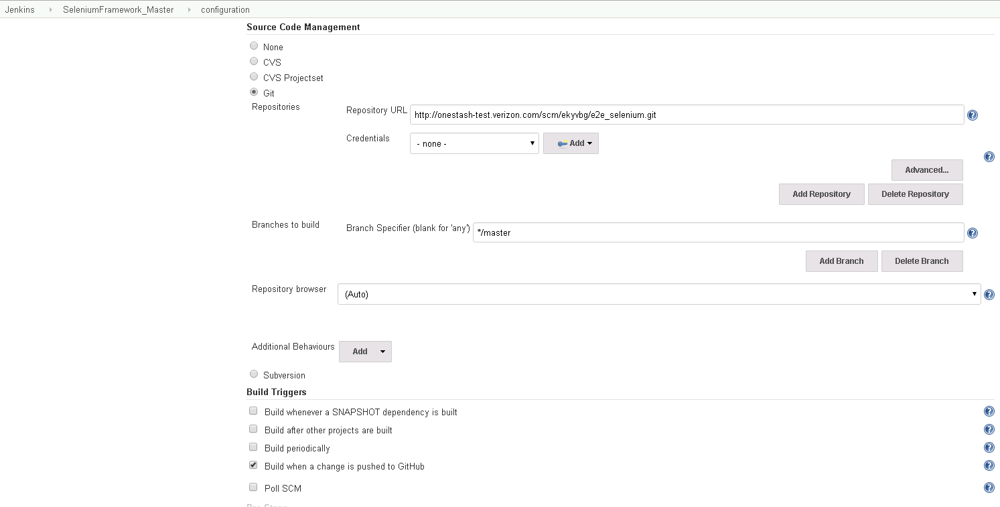 Jenkins SeleniumFramework_Master configuration
Source Code Management
None
CVS
CVS Projectset
Git
Repositories
Repository URL http://onestash-test.verizon.com/scm/ekyvbg/e2e_selenium.git
Credentials - none - Add
Advanced...
Add Repository Delete Repository
Branches to build Branch Specifier (blank for 'any') */master
Add Branch Delete Branch
Repository browser (Auto)
Additional Behaviours Add
Subversion
Build Triggers
Build whenever a SNAPSHOT dependency is built
Build after other projects are built
Build periodically
Build when a change is pushed to GitHub
Poll SCM